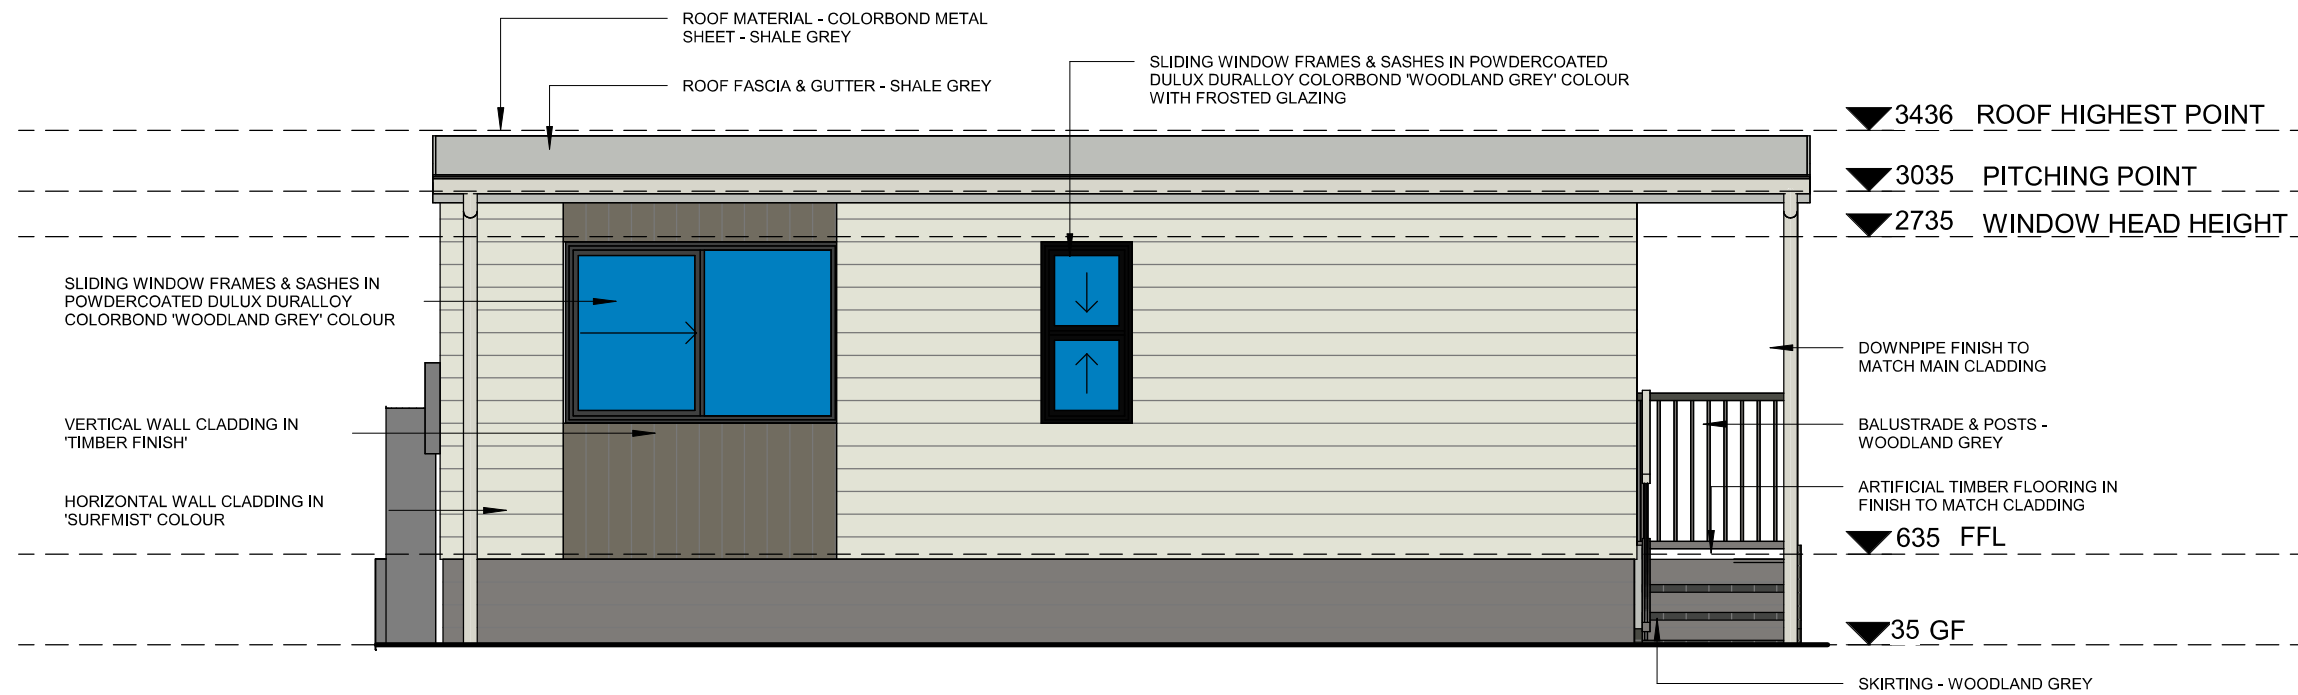 ROOF MATERIAL - COLORBOND METAL
SHEET - SHALE GREY
ROOF FASCIA & GUTTER - SHALE GREY
SLIDING WINDOW FRAMES & SASHES IN POWDERCOATED
DULUX DURALLOY COLORBOND 'WOODLAND GREY' COLOUR
WITH FROSTED GLAZING
3436 ROOF HIGHEST POINT
3035 PITCHING POINT
2735 WINDOW HEAD HEIGHT
SLIDING WINDOW FRAMES & SASHES IN
POWDERCOATED DULUX DURALLOY
COLORBOND 'WOODLAND GREY' COLOUR
VERTICAL WALL CLADDING IN
'TIMBER FINISH'
HORIZONTAL WALL CLADDING IN
'SURFMIST' COLOUR
DOWNPIPE FINISH TO
MATCH MAIN CLADDING
BALUSTRADE & POSTS -
WOODLAND GREY
ARTIFICIAL TIMBER FLOORING IN
FINISH TO MATCH CLADDING
635 FFL
35 GF
SKIRTING - WOODLAND GREY